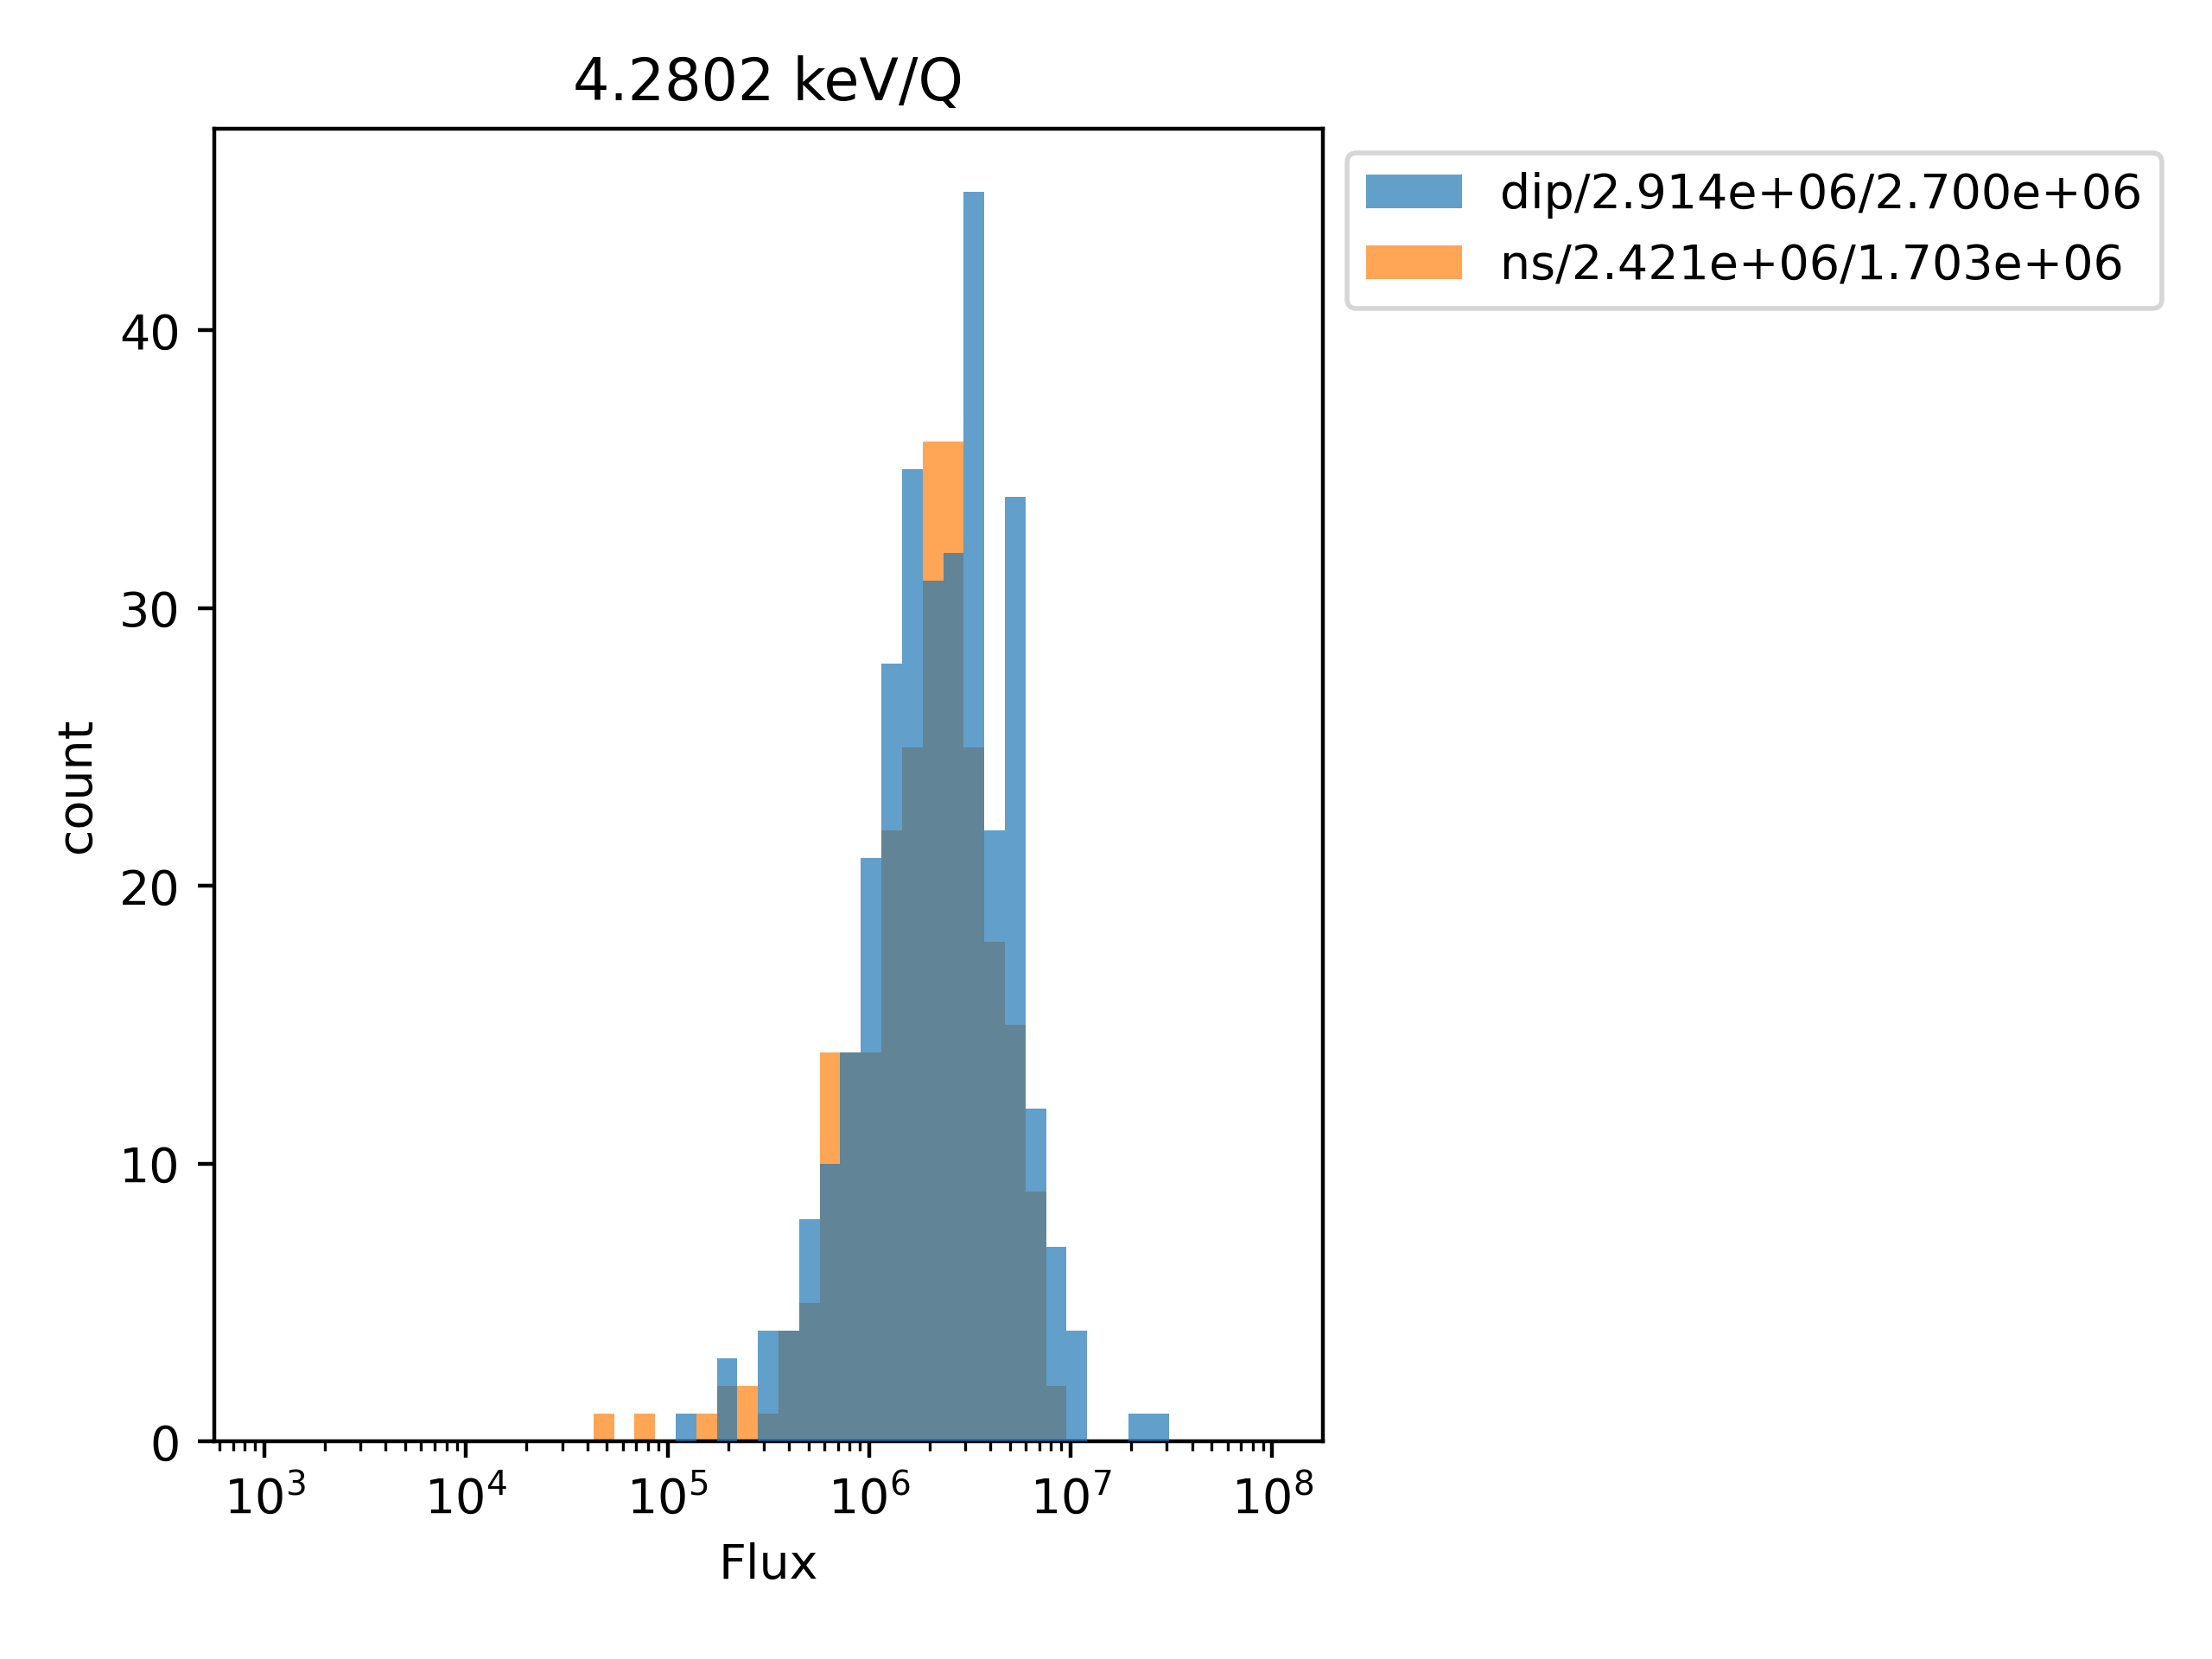 4.2802 keV/Q
dip/2.914e+06/2.700e+06
ns/2.421e+06/1.703e+06
count
40
30
20
10
0
10³ 10⁴ 10⁵ 10⁶ 10⁷ 10⁸
Flux